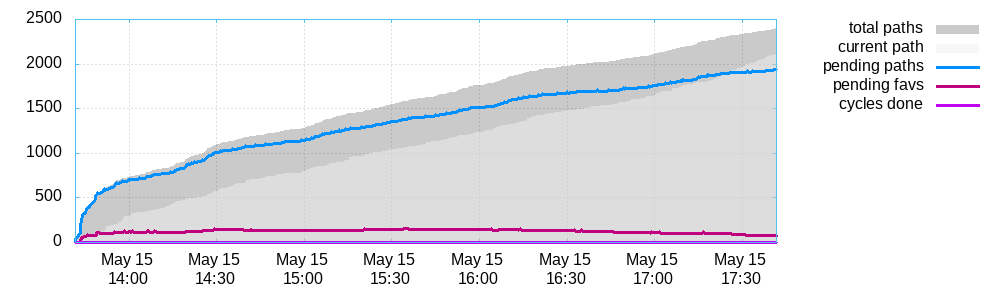 2500
2000
1500
1000
500
0
May 15
14:00
May 15
14:30
May 15
15:00
May 15
15:30
May 15
16:00
May 15
16:30
May 15
17:00
May 15
17:30
total paths
current path
pending paths
pending favs
cycles done